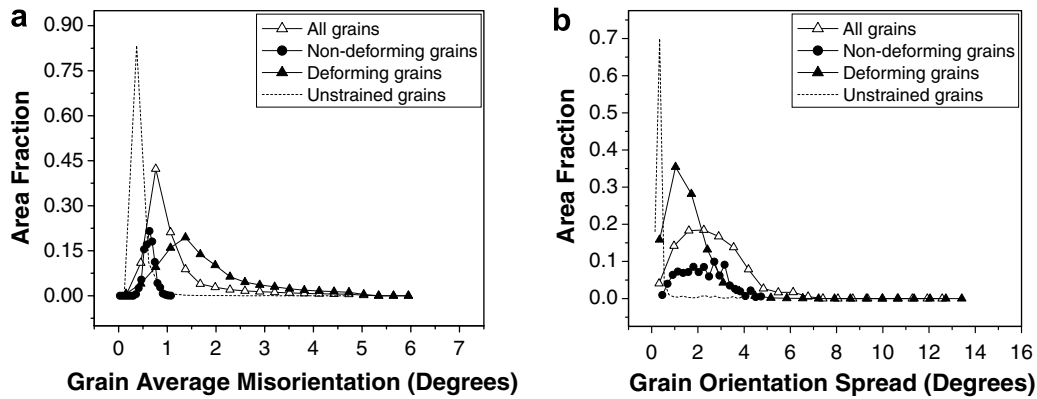 a
0.90
0.75
0.60
0.45
0.30
0.15
0.00
Area Fraction
All grains
Non-deforming grains
Deforming grains
Unstrained grains
0 1 2 3 4 5 6 7
Grain Average Misorientation (Degrees)
b
0.7
0.6
0.5
0.4
0.3
0.2
0.1
0.0
Area Fraction
All grains
Non-deforming grains
Deforming grains
Unstrained grains
0 2 4 6 8 10 12 14 16
Grain Orientation Spread (Degrees)